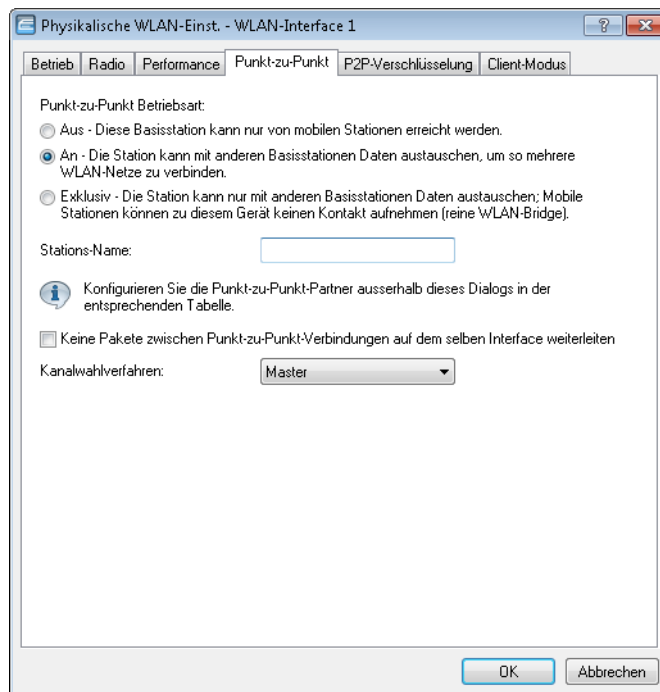 Physikalische WLAN-Einst. - WLAN-Interface 1
Betrieb Radio Performance Punkt-zu-Punkt P2P-Verschlüsselung Client-Modus
Punkt-zu-Punkt Betriebsart:
Aus - Diese Basisstation kann nur von mobilen Stationen erreicht werden.
An - Die Station kann mit anderen Basisstationen Daten austauschen, um so mehrere
WLAN-Netze zu verbinden.
Exklusiv - Die Station kann nur mit anderen Basisstationen Daten austauschen; Mobile
Stationen können zu diesem Gerät keinen Kontakt aufnehmen (reine WLAN-Bridge).
Stations-Name:
Konfigurieren Sie die Punkt-zu-Punkt-Partner ausserhalb dieses Dialogs in der
entsprechenden Tabelle.
Keine Pakete zwischen Punkt-zu-Punkt-Verbindungen auf dem selben Interface weiterleiten
Kanalwahlverfahren: Master
OK Abbrechen